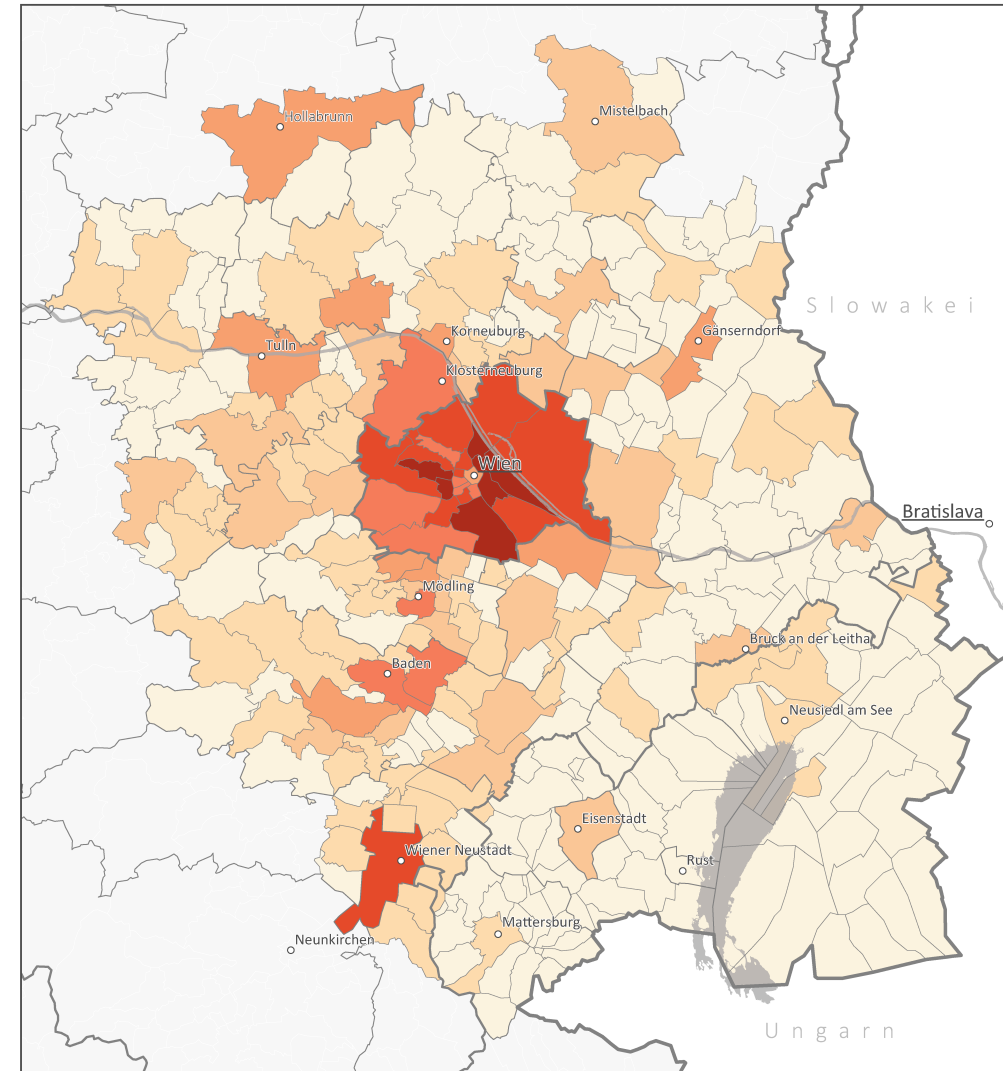 Hollabrunn
Mistelbach
Slowakei
Korneuburg
Gänserndorf
Tulln
Klosterneuburg
Wien
Bratislava
Mödling
Bruck an der Leitha
Baden
Neusiedl am See
Eisenstadt
Wiener Neustadt
Rust
Mattersburg
Neunkirchen
Ungarn